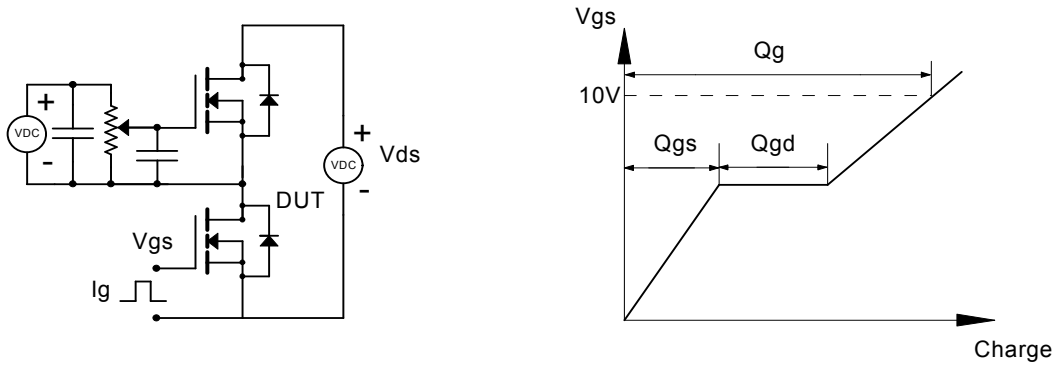 +
VDC
-
+
VDC
-
Vds
DUT
Vgs
Ig
Vgs
Qg
10V
Qgs
Qgd
Charge